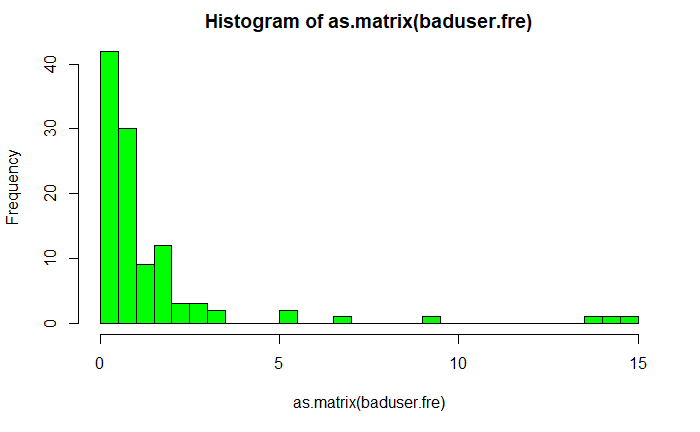 Histogram of as.matrix(baduser.fre)
Frequency
40
30
20
10
0
0 5 10 15
as.matrix(baduser.fre)